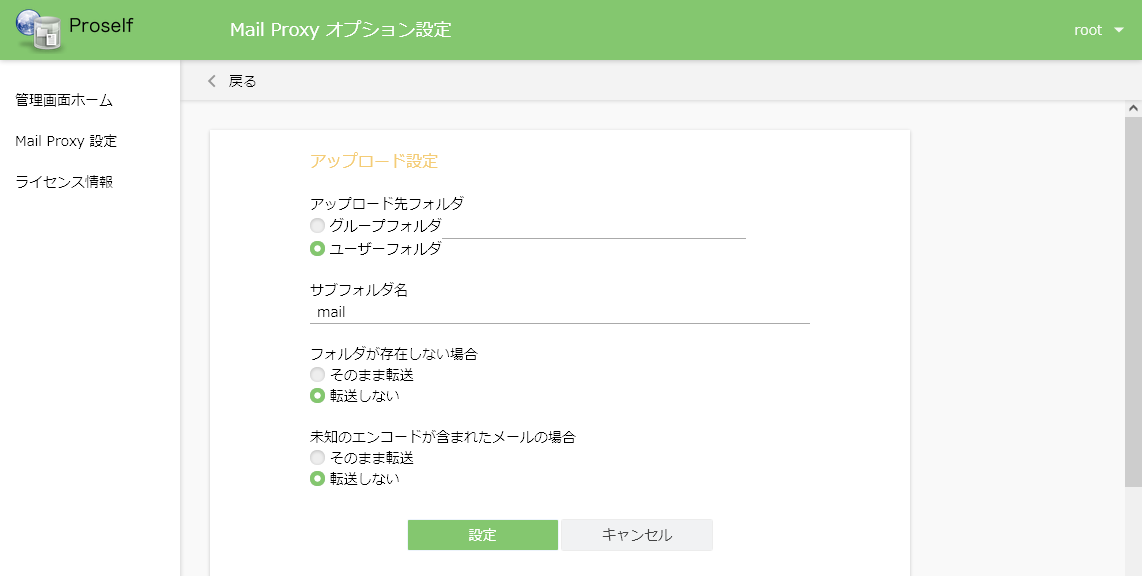 Proself
Mail Proxy オプション設定
root
管理画面ホーム
Mail Proxy 設定
ライセンス情報
戻る
アップロード設定
アップロード先フォルダ
グループフォルダ
ユーザーフォルダ
サブフォルダ名
mail
フォルダが存在しない場合
そのまま転送
転送しない
未知のエンコードが含まれたメールの場合
そのまま転送
転送しない
設定
キャンセル